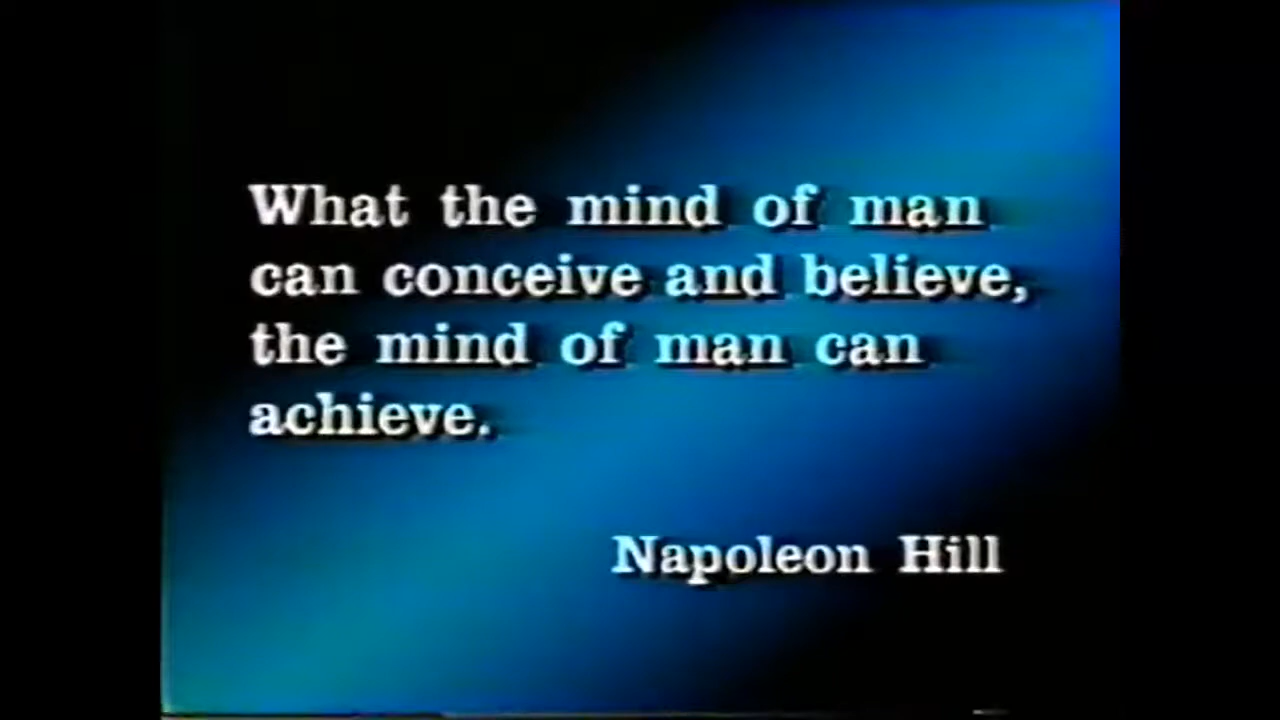 What the mind of man
can conceive and believe,
the mind of man can
achieve.
Napoleon Hill